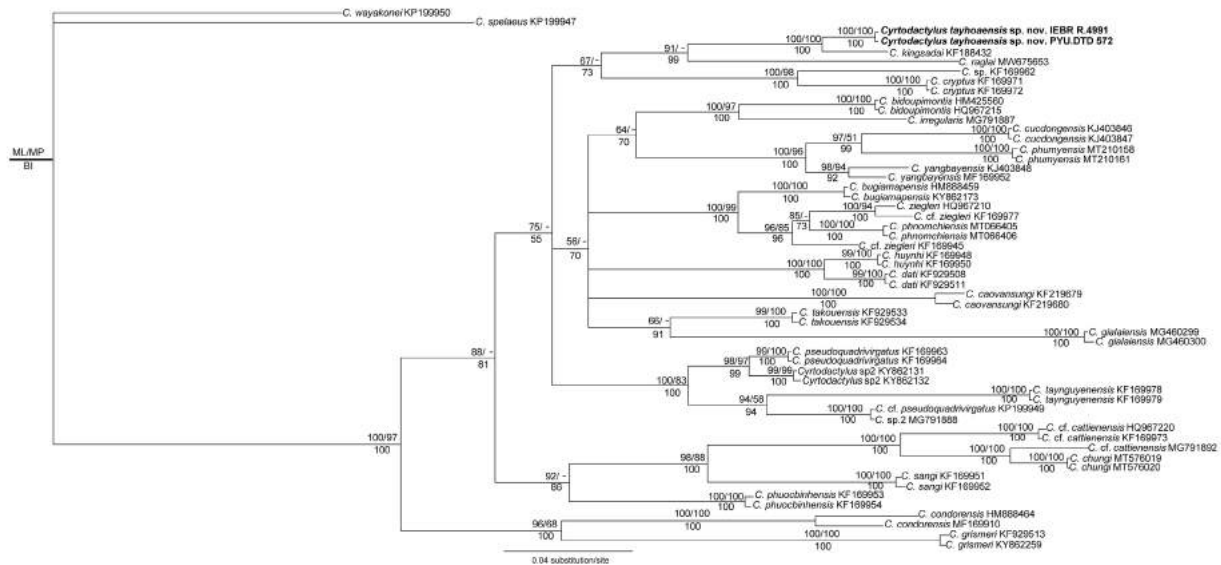 C. wayakonei KP199950
C. spelaeus KP199947
100/100 Cyrtodactylus tayhoaensis sp. nov. IEBR R.4991
100/100 100 Cyrtodactylus tayhoaensis sp. nov. PYU.DTD 572
91/- 100 C. kingsadai KF188432
67/- 99 C. raglai MW675653
73 100/98 C. sp. KF169962
100 100/100 C. cryptus KF169971
100 C. cryptus KF169972
100/97 100/100 C. bidoupimontis HM425560
100 100 C. bidoupimontis HQ967215
64/- C. irregularis MG791887
70 97/51 100/100 C. cucdongensis KJ403846
99 100 C. cucdongensis KJ403847
100/96 100/100 C. phumyensis MT210158
100 100 C. phumyensis MT210161
ML/MP 98/94 C. yangbayensis KJ403848
BI 92 C. yangbayensis MF169952
100/100 C. bugiamapensis HM888459
100/99 100 C. bugiamapensis KY862173
100 85/- 100/94 C. ziegleri HQ967210
73 100 C. cf. ziegleri KF169977
96/85 100/100 C. phnomchiensis MT066405
96 100 C. phnomchiensis MT066406
75/- 58/- C. cf. ziegleri KF169945
55 70 99/100 C. huynhi KF169948
100/100 100 C. huynhi KF169950
100 99/100 C. dati KF929508
100 C. dati KF929511
100/100 C. caovansungi KF219679
100 C. caovansungi KF219680
99/100 C. takouensis KF929533
66/- 100 C. takouensis KF929534
91 100/100 C. gialaiensis MG460299
100 C. gialaiensis MG460300
88/- 99/100 C. pseudoquadrivirgatus KF169963
81 98/97 100 C. pseudoquadrivirgatus KF169964
99 99/99 Cyrtodactylus sp2 KY862131
100/83 100 Cyrtodactylus sp2 KY862132
100 100/100 C. taynguyenensis KF169978
94/58 100 C. taynguyenensis KF169979
94 100/100 C. cf. pseudoquadrivirgatus KP199949
100 C. sp.2 MG791888
100/97 100/100 C. cf. cattienensis HQ967220
100 100/100 100 C. cf. cattienensis KF169973
100 C. cf. cattienensis MG791892
98/88 100/100 C. chungi MT576019
100 100 C. chungi MT576020
92/- 100/100 C. sangi KF169951
86 100 C. sangi KF169952
100/100 C. phuocbinhensis KF169953
100 C. phuocbinhensis KF169954
100/100 C. condorensis HM888464
96/68 100 C. condorensis MF169910
100 100/100 C. grismeri KF929513
100 C. grismeri KY862259
0.04 substitution/site